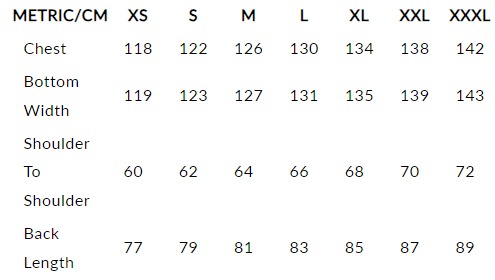 METRIC/CM XS S M L XL XXL XXXL
Chest 118 122 126 130 134 138 142
Bottom
Width 119 123 127 131 135 139 143
Shoulder
To 60 62 64 66 68 70 72
Shoulder
Back
Length 77 79 81 83 85 87 89